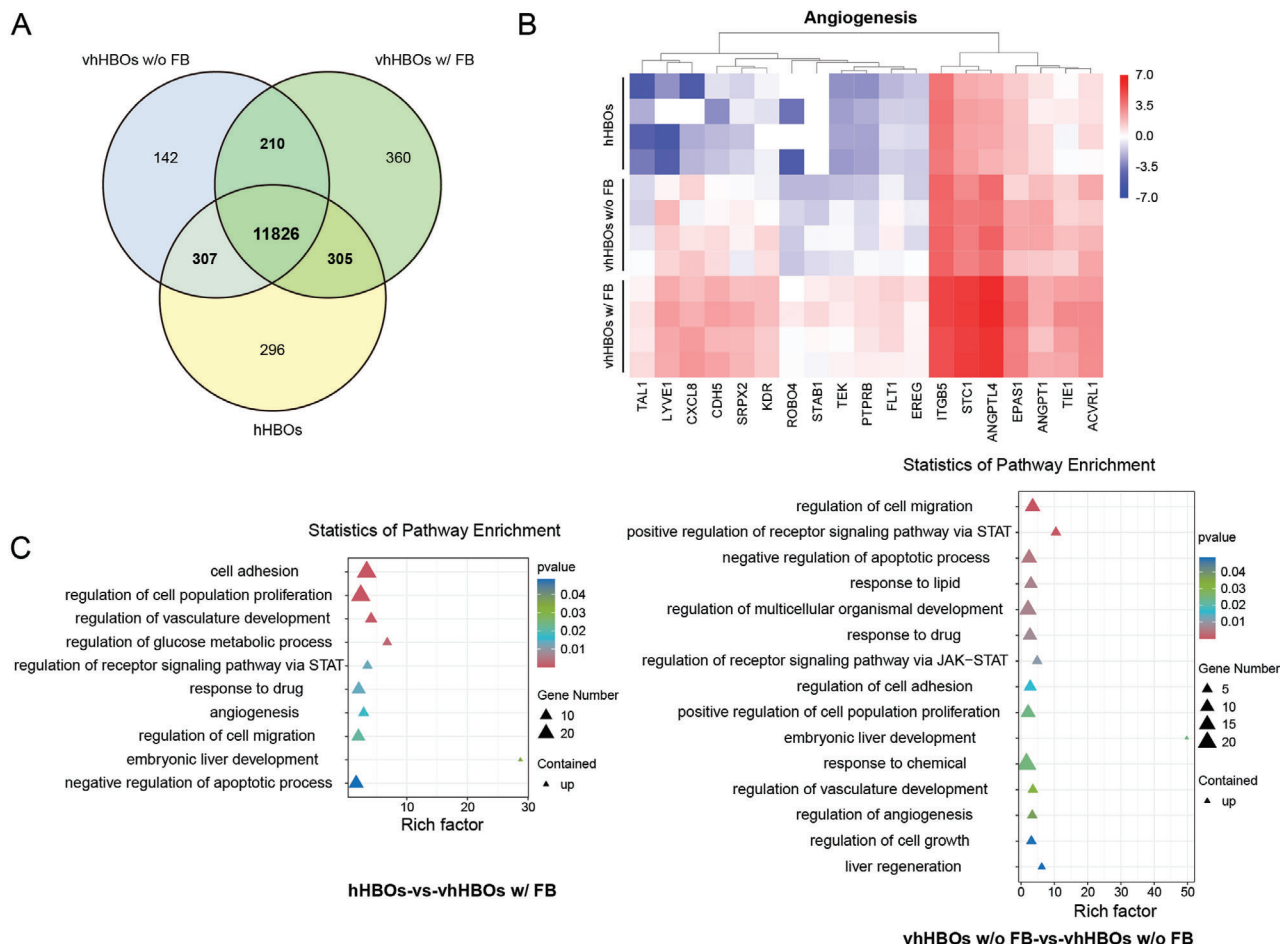 A
vhHBOs w/o FB
vhHBOs w/ FB
142
210
360
11826
307
305
296
hHBOs
B
Angiogenesis
hHBOs
vhHBOs w/o FB
vhHBOs w/ FB
7.0
3.5
0.0
-3.5
-7.0
TAL1
LYVE1
CXCL8
CDH5
SRPX2
KDR
ROBO4
STAB1
TEK
PTPRB
FLT1
EREG
ITGB5
STC1
ANGPTL4
EPAS1
ANGPT1
TIE1
ACVRL1
C
Statistics of Pathway Enrichment
cell adhesion
regulation of cell population proliferation
regulation of vasculature development
regulation of glucose metabolic process
regulation of receptor signaling pathway via STAT
response to drug
angiogenesis
regulation of cell migration
embryonic liver development
negative regulation of apoptotic process
0 10 20 30
Rich factor
pvalue
0.04
0.03
0.02
0.01
Gene Number
10
20
Contained
up
hHBOs-vs-vhHBOs w/ FB
Statistics of Pathway Enrichment
regulation of cell migration
positive regulation of receptor signaling pathway via STAT
negative regulation of apoptotic process
response to lipid
regulation of multicellular organismal development
response to drug
regulation of receptor signaling pathway via JAK−STAT
regulation of cell adhesion
positive regulation of cell population proliferation
embryonic liver development
response to chemical
regulation of vasculature development
regulation of angiogenesis
regulation of cell growth
liver regeneration
0 10 20 30 40 50
Rich factor
pvalue
0.04
0.03
0.02
0.01
Gene Number
5
10
15
20
Contained
up
vhHBOs w/o FB-vs-vhHBOs w/o FB